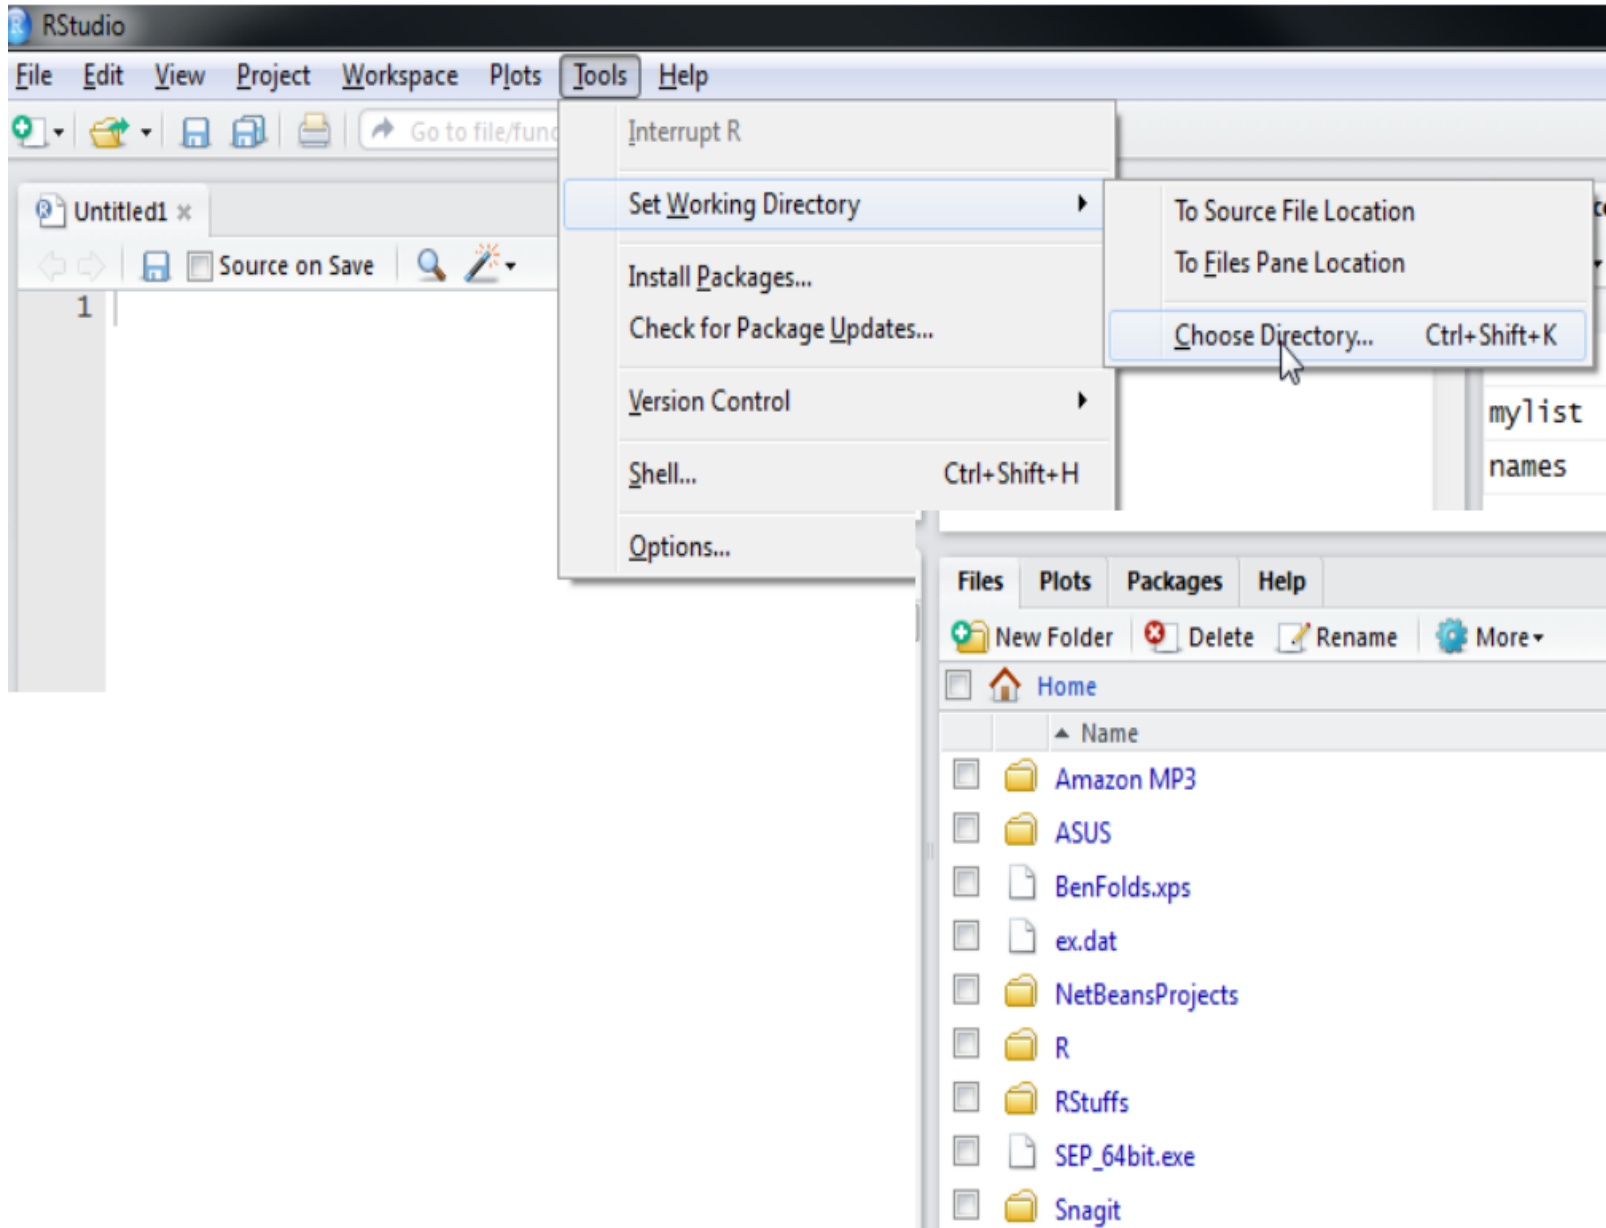 RStudio
File Edit View Project Workspace Plots Tools Help
Go to file/func
Untitled1
Source on Save
1
Interrupt R
Set Working Directory
Install Packages...
Check for Package Updates...
Version Control
Shell... Ctrl+Shift+H
Options...
To Source File Location
To Files Pane Location
Choose Directory... Ctrl+Shift+K
mylist
names
Files Plots Packages Help
New Folder Delete Rename More
Home
Name
Amazon MP3
ASUS
BenFolds.xps
ex.dat
NetBeansProjects
R
RStuffs
SEP_64bit.exe
Snagit